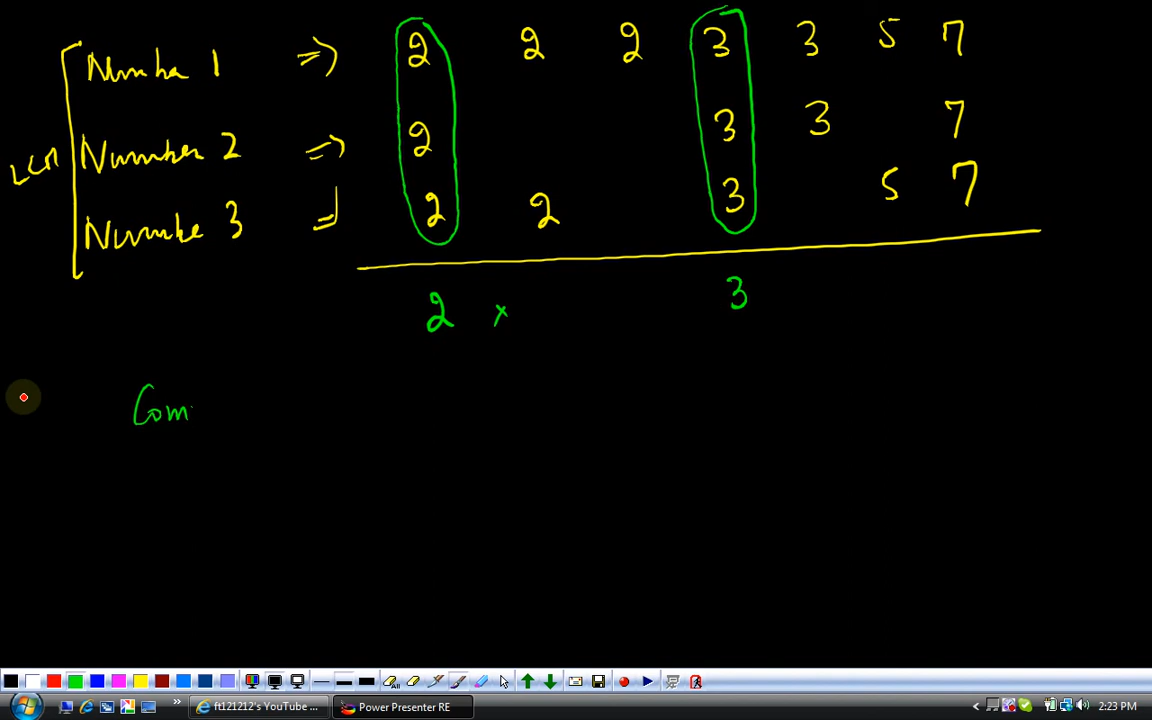 Number 1 => 2 2 2 3 3 5 7
Number 2 => 2 3 3 7
LCM
Numbe 3 => 2 2 3 5 7
2 x 3
Com
ft121212's YouTube ...
Power Presenter RE
2:23 PM